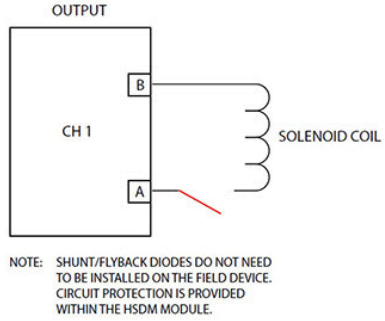 OUTPUT
B
CH 1
SOLENOID COIL
A
NOTE: SHUNT/FLYBACK DIODES DO NOT NEED
TO BE INSTALLED ON THE FIELD DEVICE.
CIRCUIT PROTECTION IS PROVIDED
WITHIN THE HSDM MODULE.